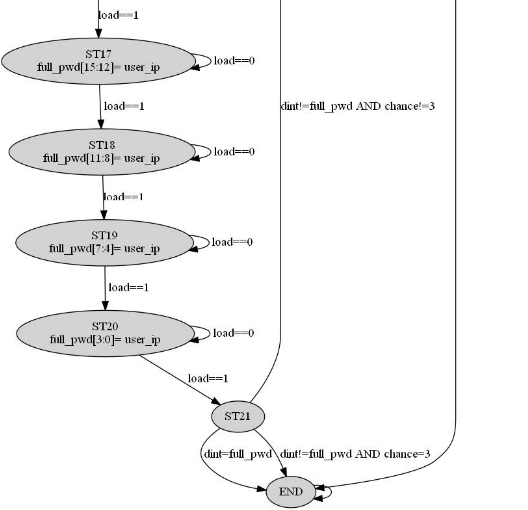 load==1
ST17
full_pwd[15:12]= user_ip
load==0
load==1
dint!=full_pwd AND chance!=3
ST18
full_pwd[11:8]= user_ip
load==0
load==1
ST19
full_pwd[7:4]= user_ip
load==0
load==1
ST20
full_pwd[3:0]= user_ip
load==0
load==1
ST21
dint=full_pwd
dint!=full_pwd AND chance=3
END